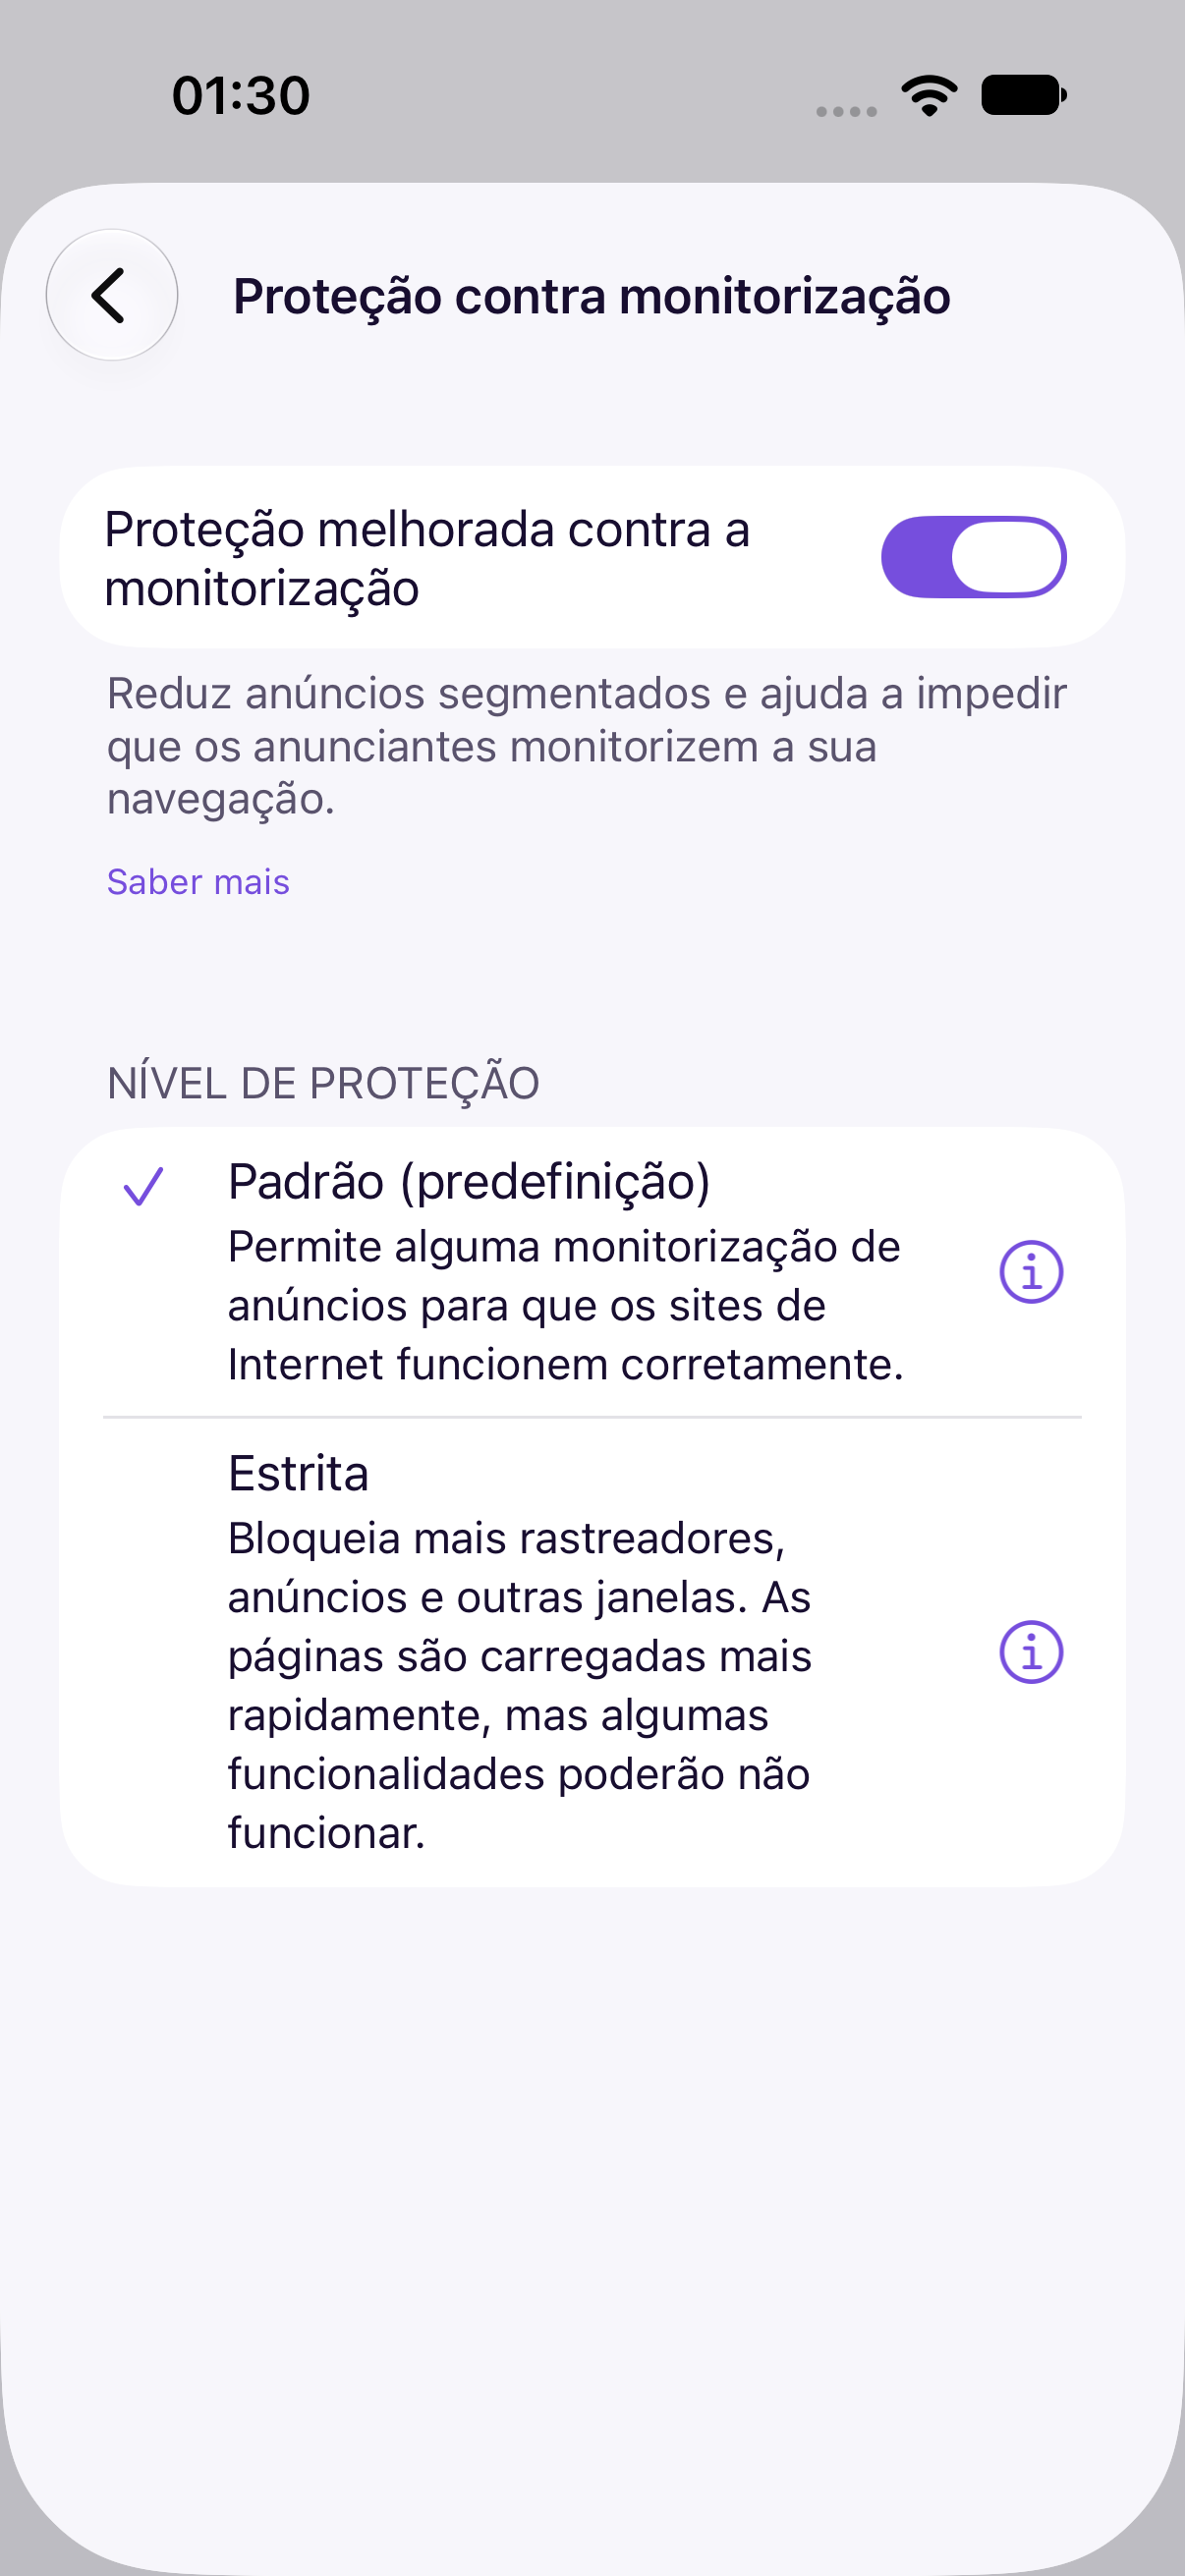 01:30
Proteção contra monitorização
Proteção melhorada contra a
monitorização
Reduz anúncios segmentados e ajuda a impedir
que os anunciantes monitorizem a sua
navegação.
Saber mais
NÍVEL DE PROTEÇÃO
Padrão (predefinição)
Permite alguma monitorização de
anúncios para que os sites de
Internet funcionem corretamente.
Estrita
Bloqueia mais rastreadores,
anúncios e outras janelas. As
páginas são carregadas mais
rapidamente, mas algumas
funcionalidades poderão não
funcionar.